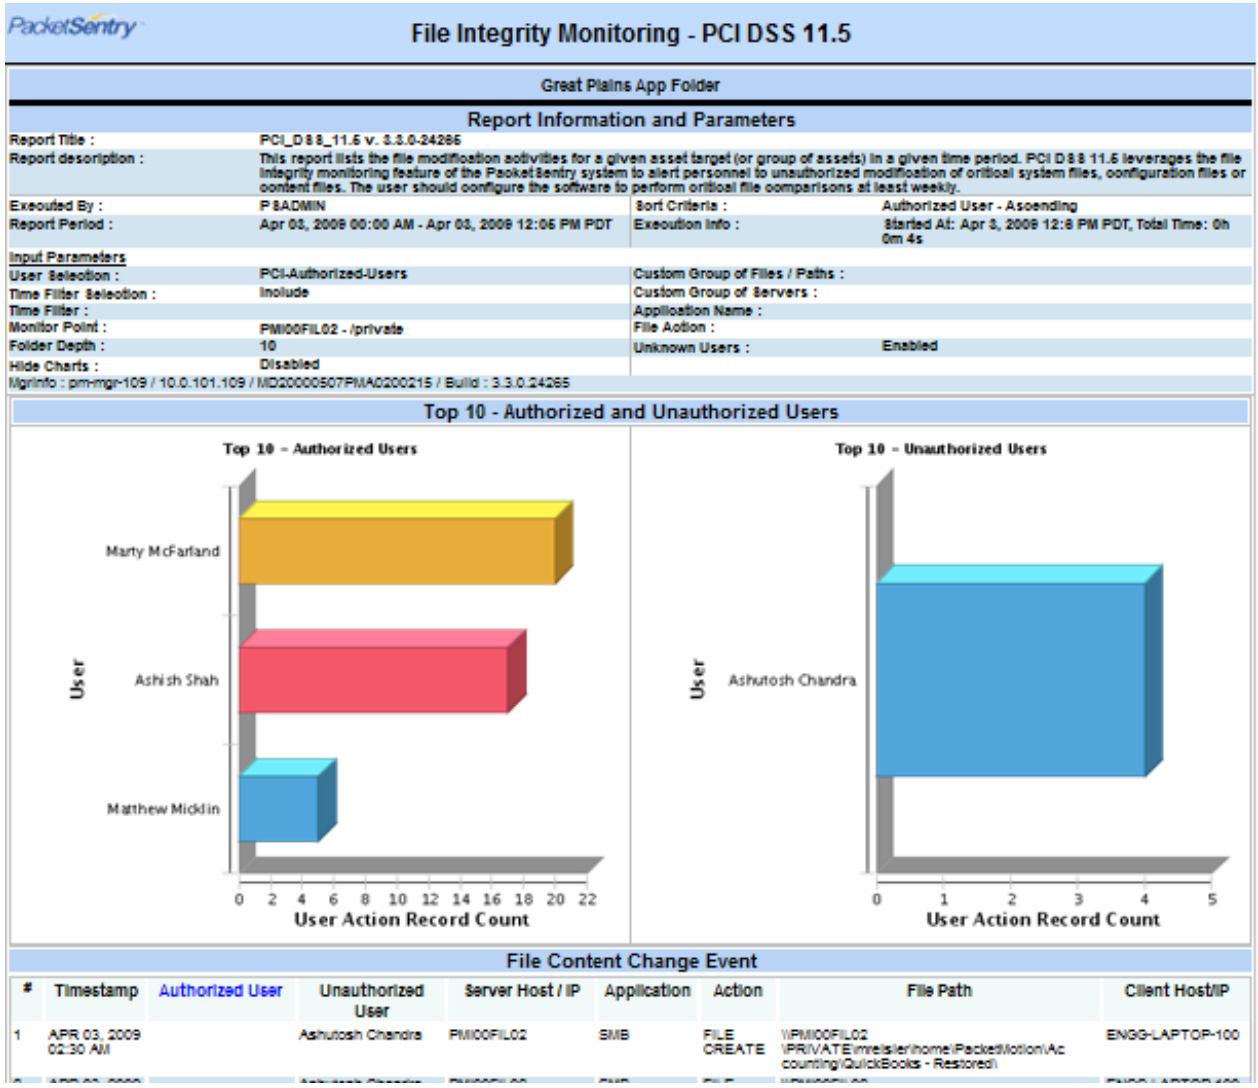 PacketSentry
File Integrity Monitoring - PCI DSS 11.5
Great Plains App Folder
Report Information and Parameters
Report Title : PCI_DSS_11.5 v. 3.3.0-24265
Report description : This report lists the file modification activities for a given asset target (or group of assets) in a given time period. PCI DSS 11.5 leverages the file
integrity monitoring feature of the PacketSentry system to alert personnel to unauthorized modification of critical system files, configuration files or
content files. The user should configure the software to perform critical file comparisons at least weekly.
Executed By : PSADMIN Sort Criteria : Authorized User - Ascending
Report Period : Apr 03, 2009 00:00 AM - Apr 03, 2009 12:05 PM PDT Execution Info : Started At: Apr 3, 2009 12:6 PM PDT, Total Time: 0h
0m 4s
Input Parameters
User Selection : PCI-Authorized-Users Custom Group of Files / Paths :
Time Filter Selection : Include Custom Group of Servers :
Time Filter : Application Name :
Monitor Point : PMI00FIL02 - /private File Action :
Folder Depth : 10 Unknown Users : Enabled
Hide Charts : Disabled
MgrInfo : pm-mgr-109 / 10.0.101.109 / MD20000507PMA0200215 / Build : 3.3.0.24265
Top 10 - Authorized and Unauthorized Users
Top 10 - Authorized Users
Marty McFarland
Ashish Shah
Matthew Micklin
User
0 2 4 6 8 10 12 14 16 18 20 22
User Action Record Count
Top 10 - Unauthorized Users
Ashutosh Chandra
User
0 1 2 3 4 5
User Action Record Count
File Content Change Event
# Timestamp Authorized User Unauthorized User Server Host / IP Application Action File Path Client Host/IP
1 APR 03, 2009 Ashutosh Chandra PMI00FIL02 SMB FILE \\PMI00FIL02 ENGG-LAPTOP-100
02:30 AM CREATE \PRIVATE\mreisler\home\PacketMotion\Ac
counting\QuickBooks - Restored\